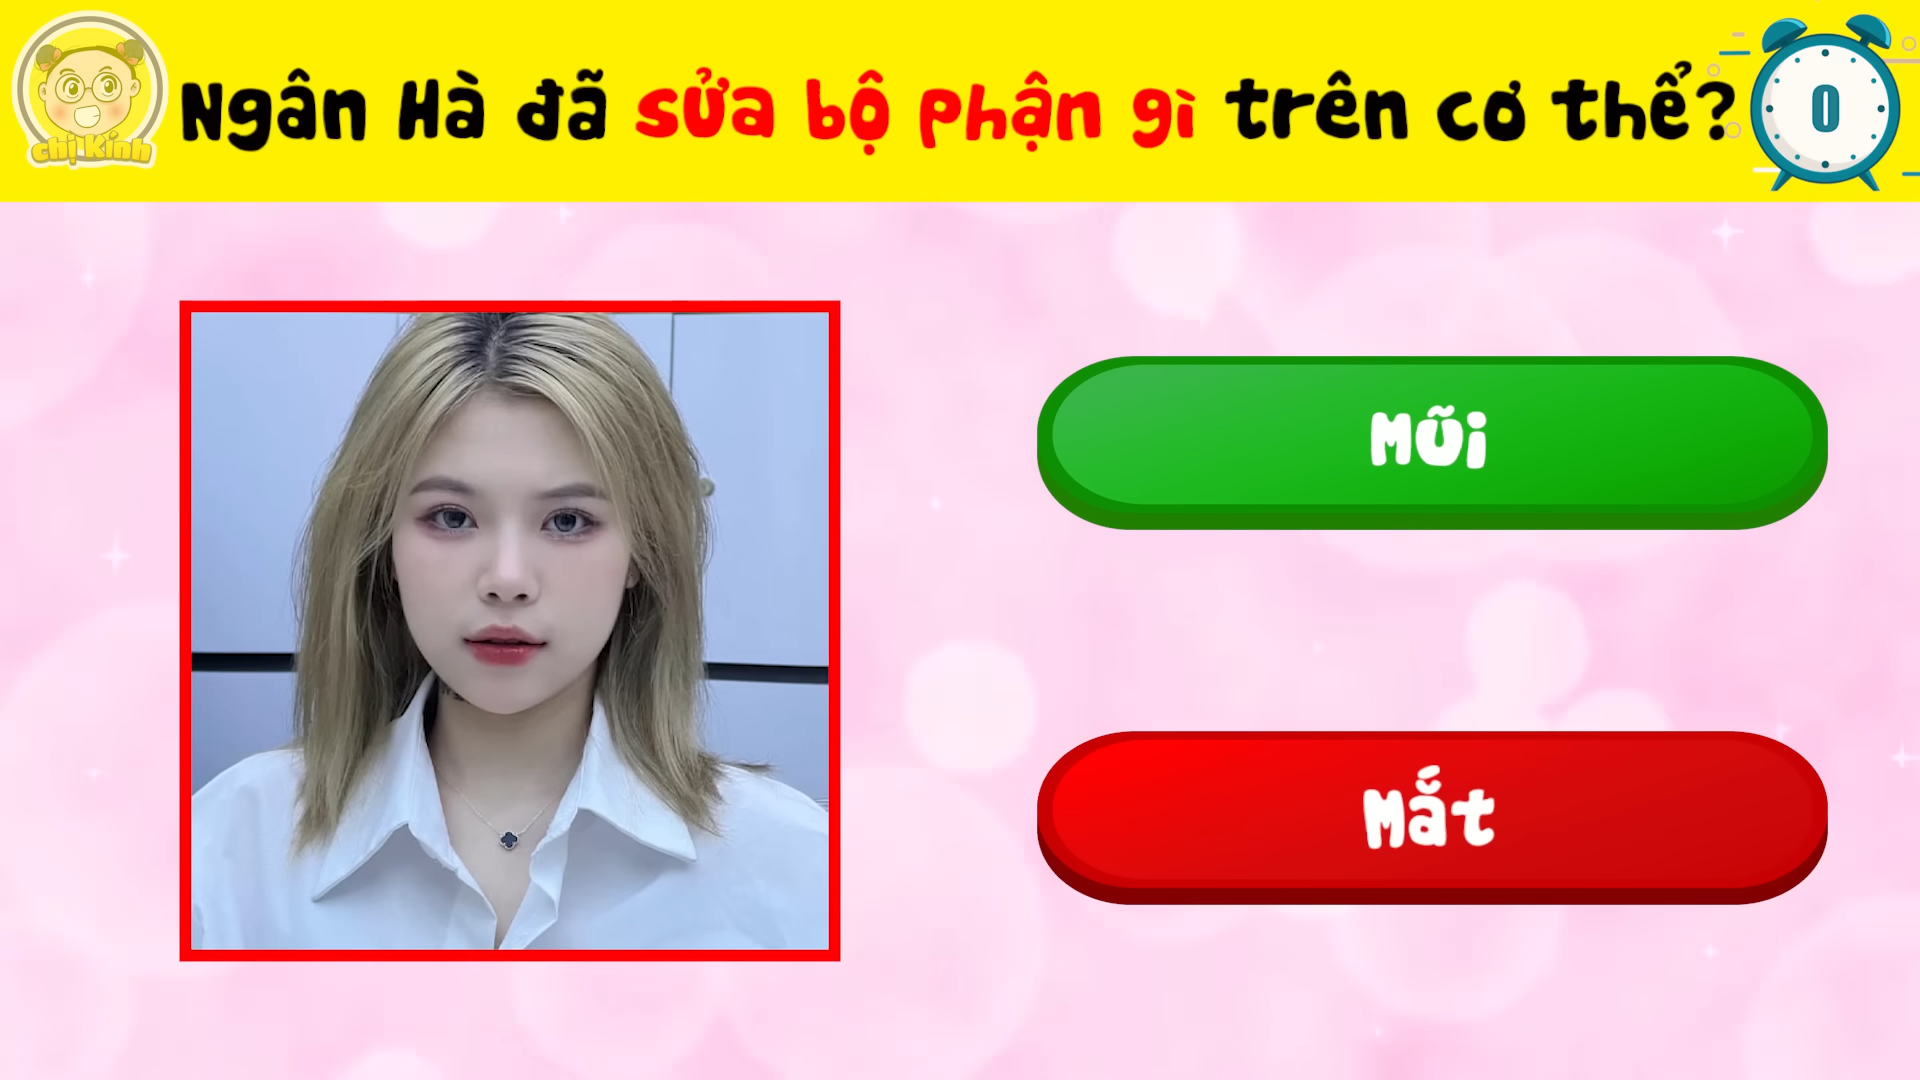 chị Kính
Ngân Hà đã sửa bộ phận gì trên cơ thể?
0
Mũi
Mắt